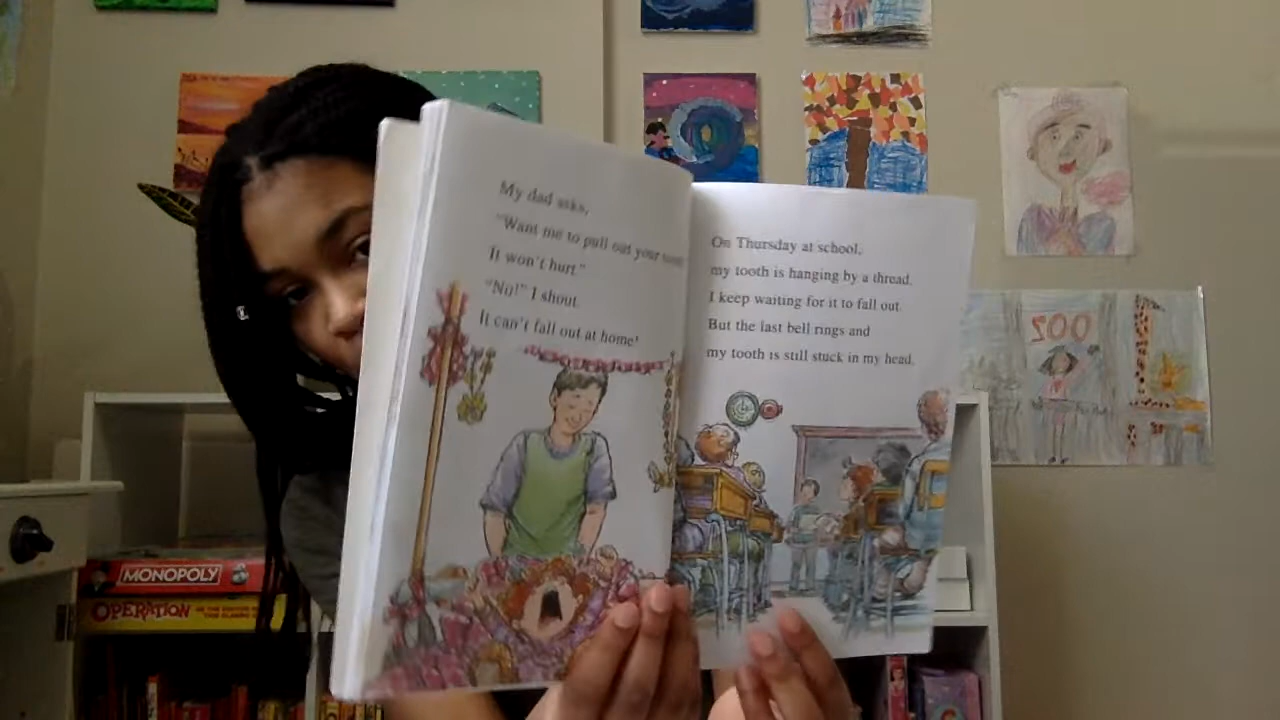 My dad asks,
"Want me to pull out your
It won't hurt."
"No!" I shout.
It can't fall out at home!
On Thursday at school,
my tooth is hanging by a thread.
I keep waiting for it to fall out.
But the last bell rings and
my tooth is still stuck in my head.
ZOO
MONOPOLY
OPERATION